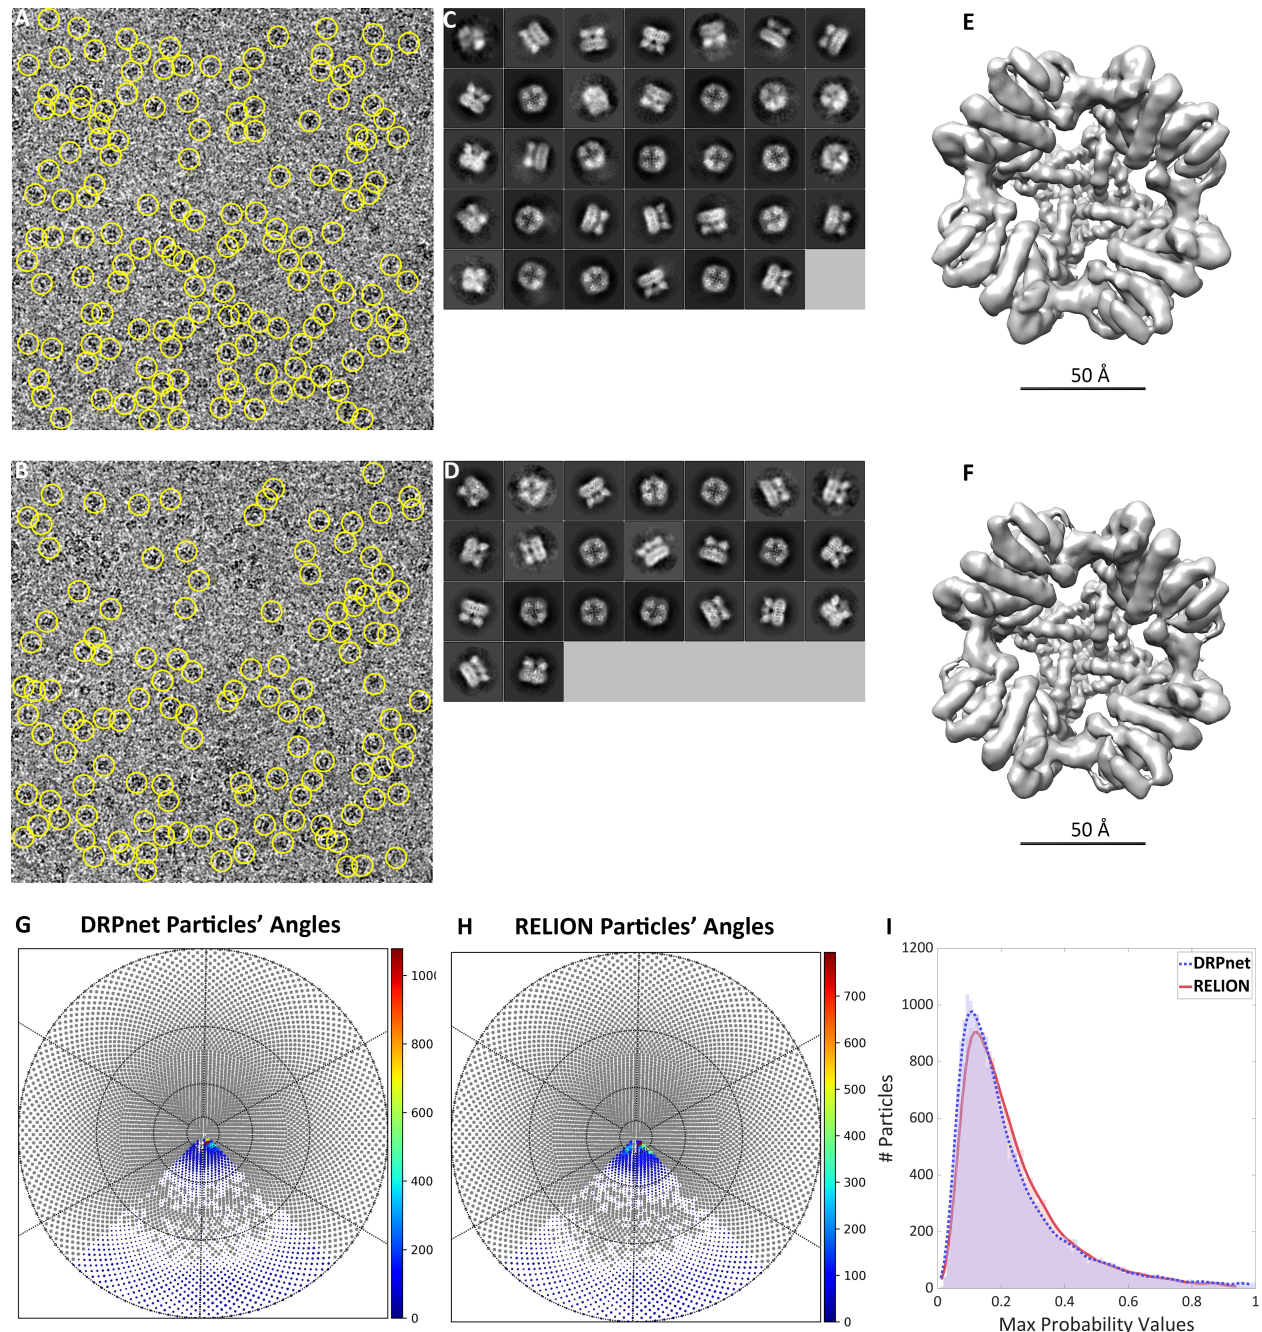 A
C
E
50 Å
B
D
F
50 Å
G DRPnet Particles' Angles
H RELION Particles' Angles
I
1000
800
600
400
200
0
700
600
500
400
300
200
100
0
# Particles
1200
1000
800
600
400
200
0
DRPnet
RELION
0 0.2 0.4 0.6 0.8 1
Max Probability Values